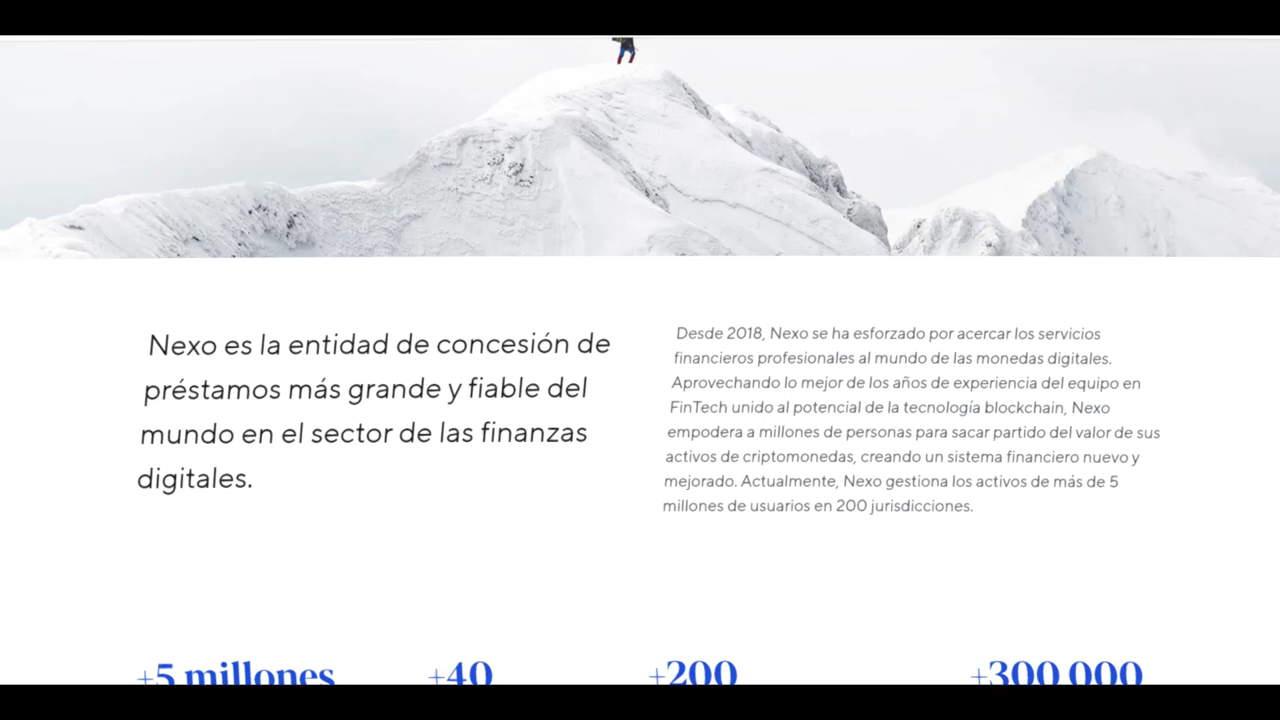 Nexo es la entidad de concesión de
préstamos más grande y fiable del
mundo en el sector de las finanzas
digitales.
Desde 2018, Nexo se ha esforzado por acercar los servicios
financieros profesionales al mundo de las monedas digitales.
Aprovechando lo mejor de los años de experiencia del equipo en
FinTech unido al potencial de la tecnología blockchain, Nexo
empodera a millones de personas para sacar partido del valor de sus
activos de criptomonedas, creando un sistema financiero nuevo y
mejorado. Actualmente, Nexo gestiona los activos de más de 5
millones de usuarios en 200 jurisdicciones.
+5 millones +40 +200 +300 000